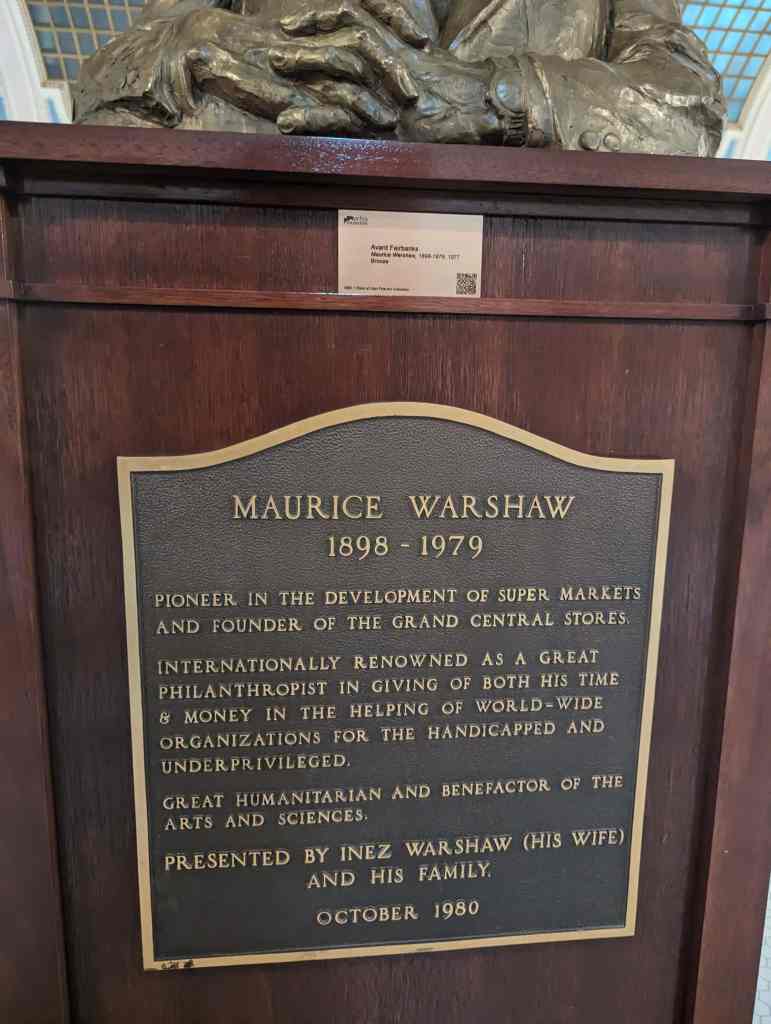 Avard Fairbanks
Maurice Warshaw, 1898-1979, 1977
Bronze
MAURICE WARSHAW
1898 - 1979
PIONEER IN THE DEVELOPMENT OF SUPER MARKETS
AND FOUNDER OF THE GRAND CENTRAL STORES.
INTERNATIONALLY RENOWNED AS A GREAT
PHILANTHROPIST IN GIVING OF BOTH HIS TIME
& MONEY IN THE HELPING OF WORLD-WIDE
ORGANIZATIONS FOR THE HANDICAPPED AND
UNDERPRIVILEGED.
GREAT HUMANITARIAN AND BENEFACTOR OF THE
ARTS AND SCIENCES.
PRESENTED BY INEZ WARSHAW (HIS WIFE)
AND HIS FAMILY.
OCTOBER 1980